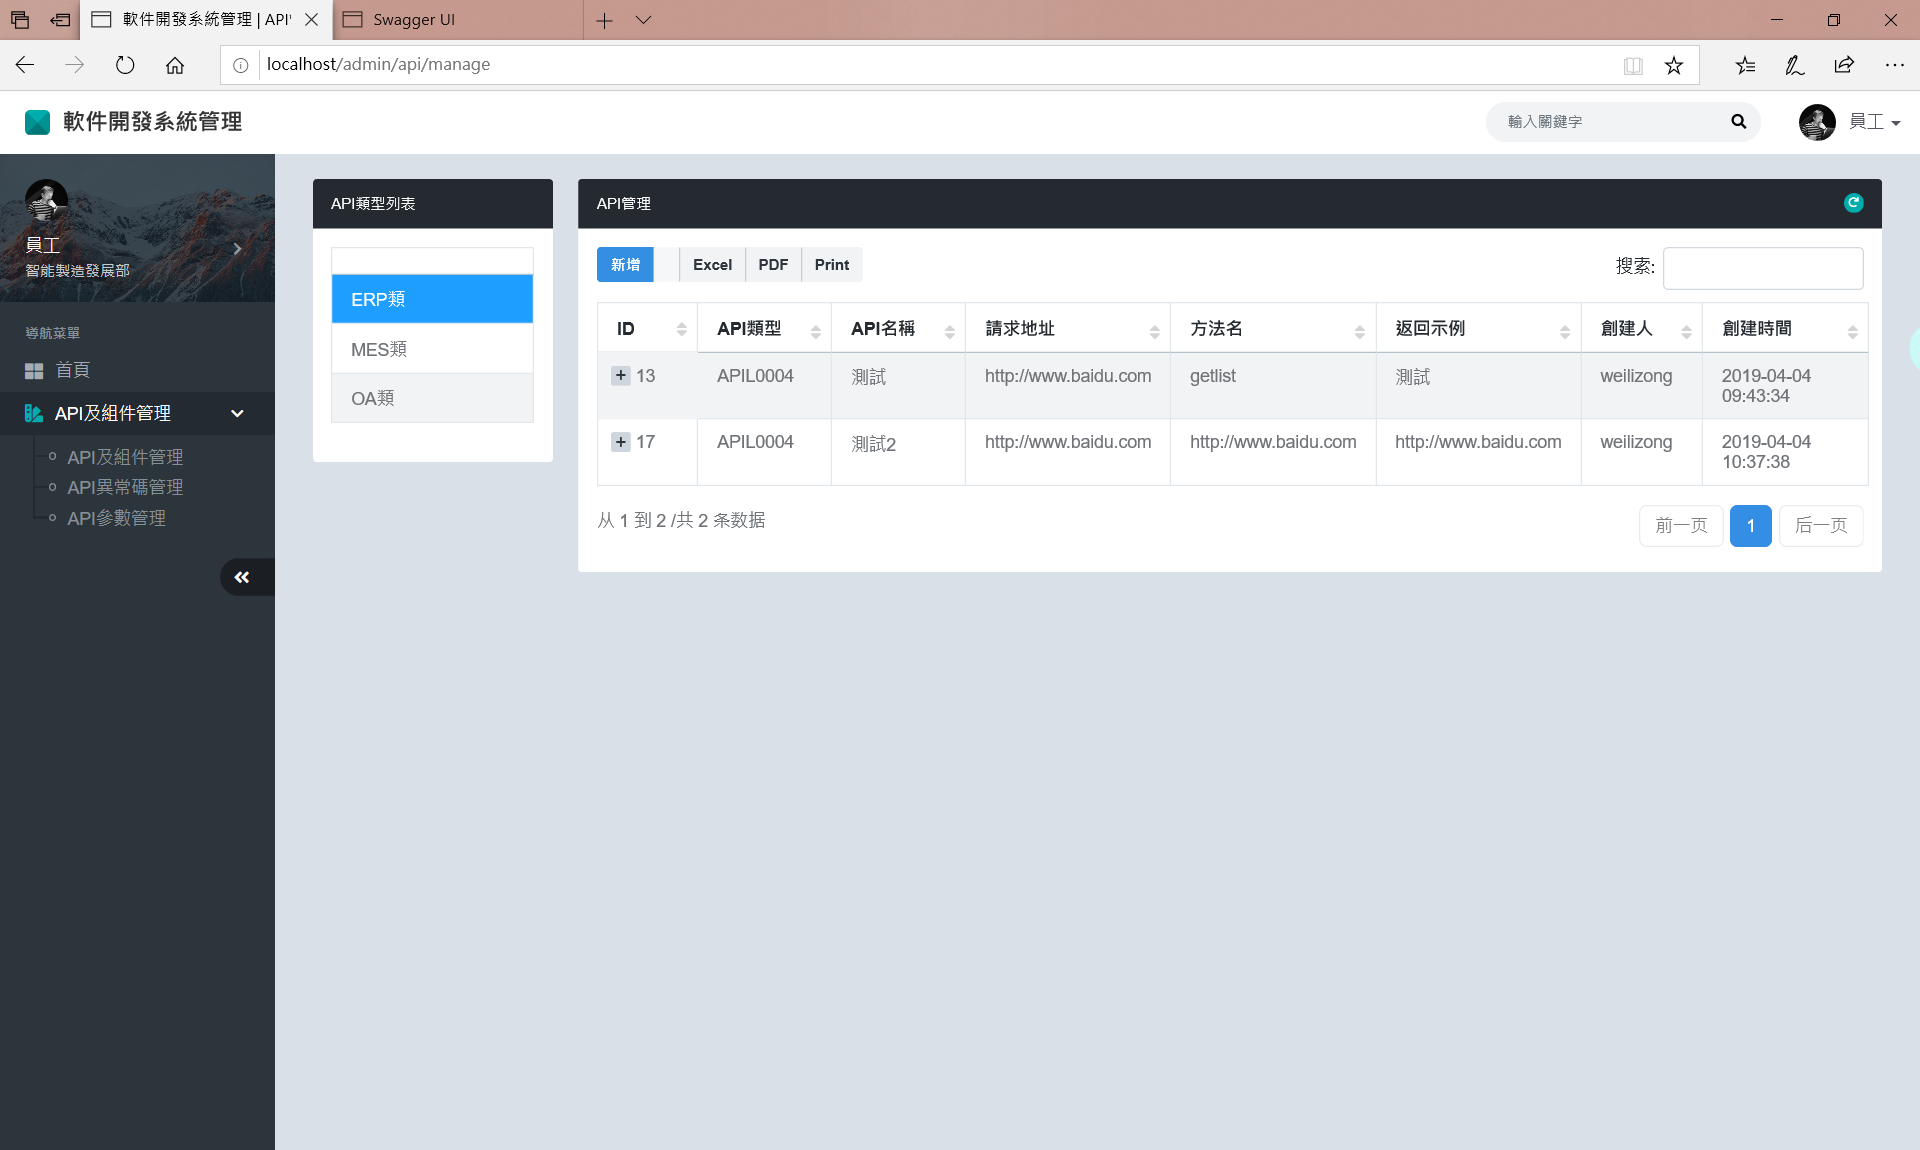 軟件開發系統管理 | API'
Swagger UI
localhost/admin/api/manage
軟件開發系統管理
輸入關鍵字
員工
員工
智能製造發展部
導航菜單
首頁
API及組件管理
API及組件管理
API異常碼管理
API參數管理
API類型列表
ERP類
MES類
OA類
API管理
新增 Excel PDF Print
搜索:
ID API類型 API名稱 請求地址 方法名 返回示例 創建人 創建時間
13 APIL0004 測試 http://www.baidu.com getlist 測試 weilizong 2019-04-04
09:43:34
17 APIL0004 測試2 http://www.baidu.com http://www.baidu.com http://www.baidu.com weilizong 2019-04-04
10:37:38
从 1 到 2 /共 2 条数据
前一页 1 后一页